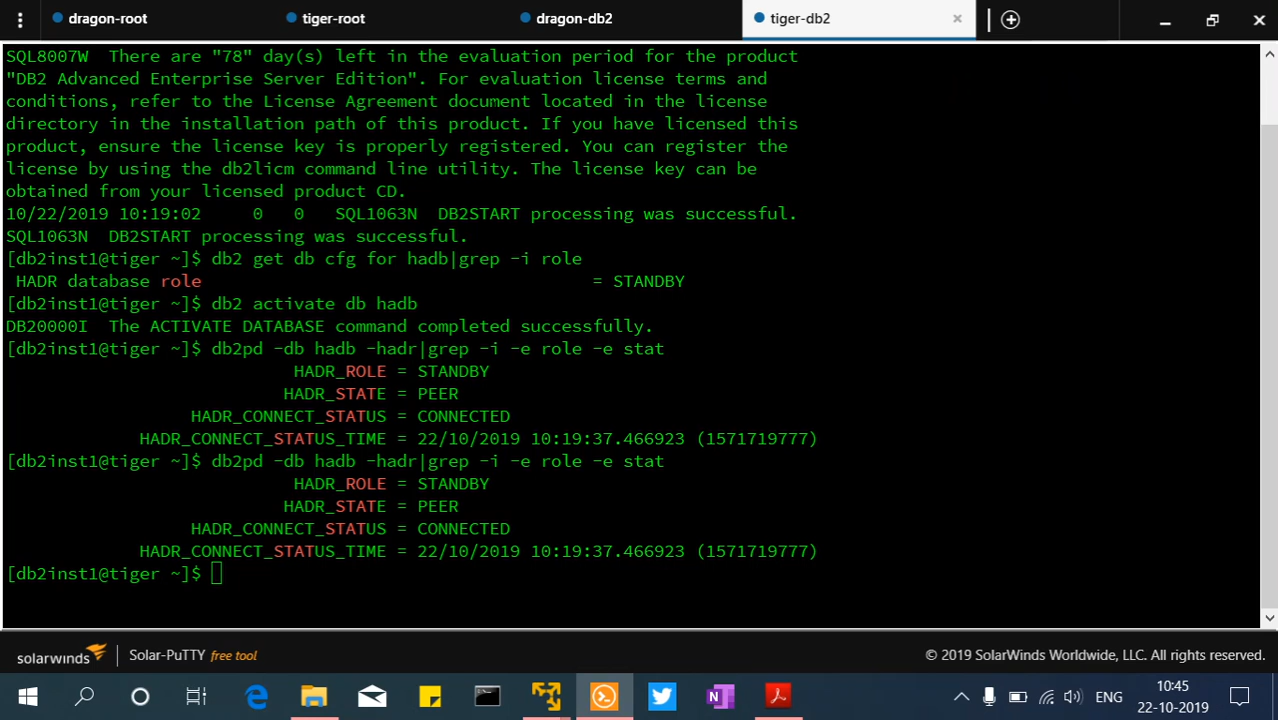 dragon-root
tiger-root
dragon-db2
tiger-db2
SQL8007W  There are "78" day(s) left in the evaluation period for the product
"DB2 Advanced Enterprise Server Edition". For evaluation license terms and
conditions, refer to the License Agreement document located in the license
directory in the installation path of this product. If you have licensed this
product, ensure the license key is properly registered. You can register the
license by using the db2licm command line utility. The license key can be
obtained from your licensed product CD.
10/22/2019 10:19:02     0   0   SQL1063N  DB2START processing was successful.
SQL1063N  DB2START processing was successful.
[db2inst1@tiger ~]$ db2 get db cfg for hadb|grep -i role
 HADR database role                                      = STANDBY
[db2inst1@tiger ~]$ db2 activate db hadb
DB20000I  The ACTIVATE DATABASE command completed successfully.
[db2inst1@tiger ~]$ db2pd -db hadb -hadr|grep -i -e role -e stat
                            HADR_ROLE = STANDBY
                           HADR_STATE = PEER
                  HADR_CONNECT_STATUS = CONNECTED
             HADR_CONNECT_STATUS_TIME = 22/10/2019 10:19:37.466923 (1571719777)
[db2inst1@tiger ~]$ db2pd -db hadb -hadr|grep -i -e role -e stat
                            HADR_ROLE = STANDBY
                           HADR_STATE = PEER
                  HADR_CONNECT_STATUS = CONNECTED
             HADR_CONNECT_STATUS_TIME = 22/10/2019 10:19:37.466923 (1571719777)
[db2inst1@tiger ~]$
solarwinds Solar-PuTTY free tool © 2019 SolarWinds Worldwide, LLC. All rights reserved.
ENG
10:45
22-10-2019